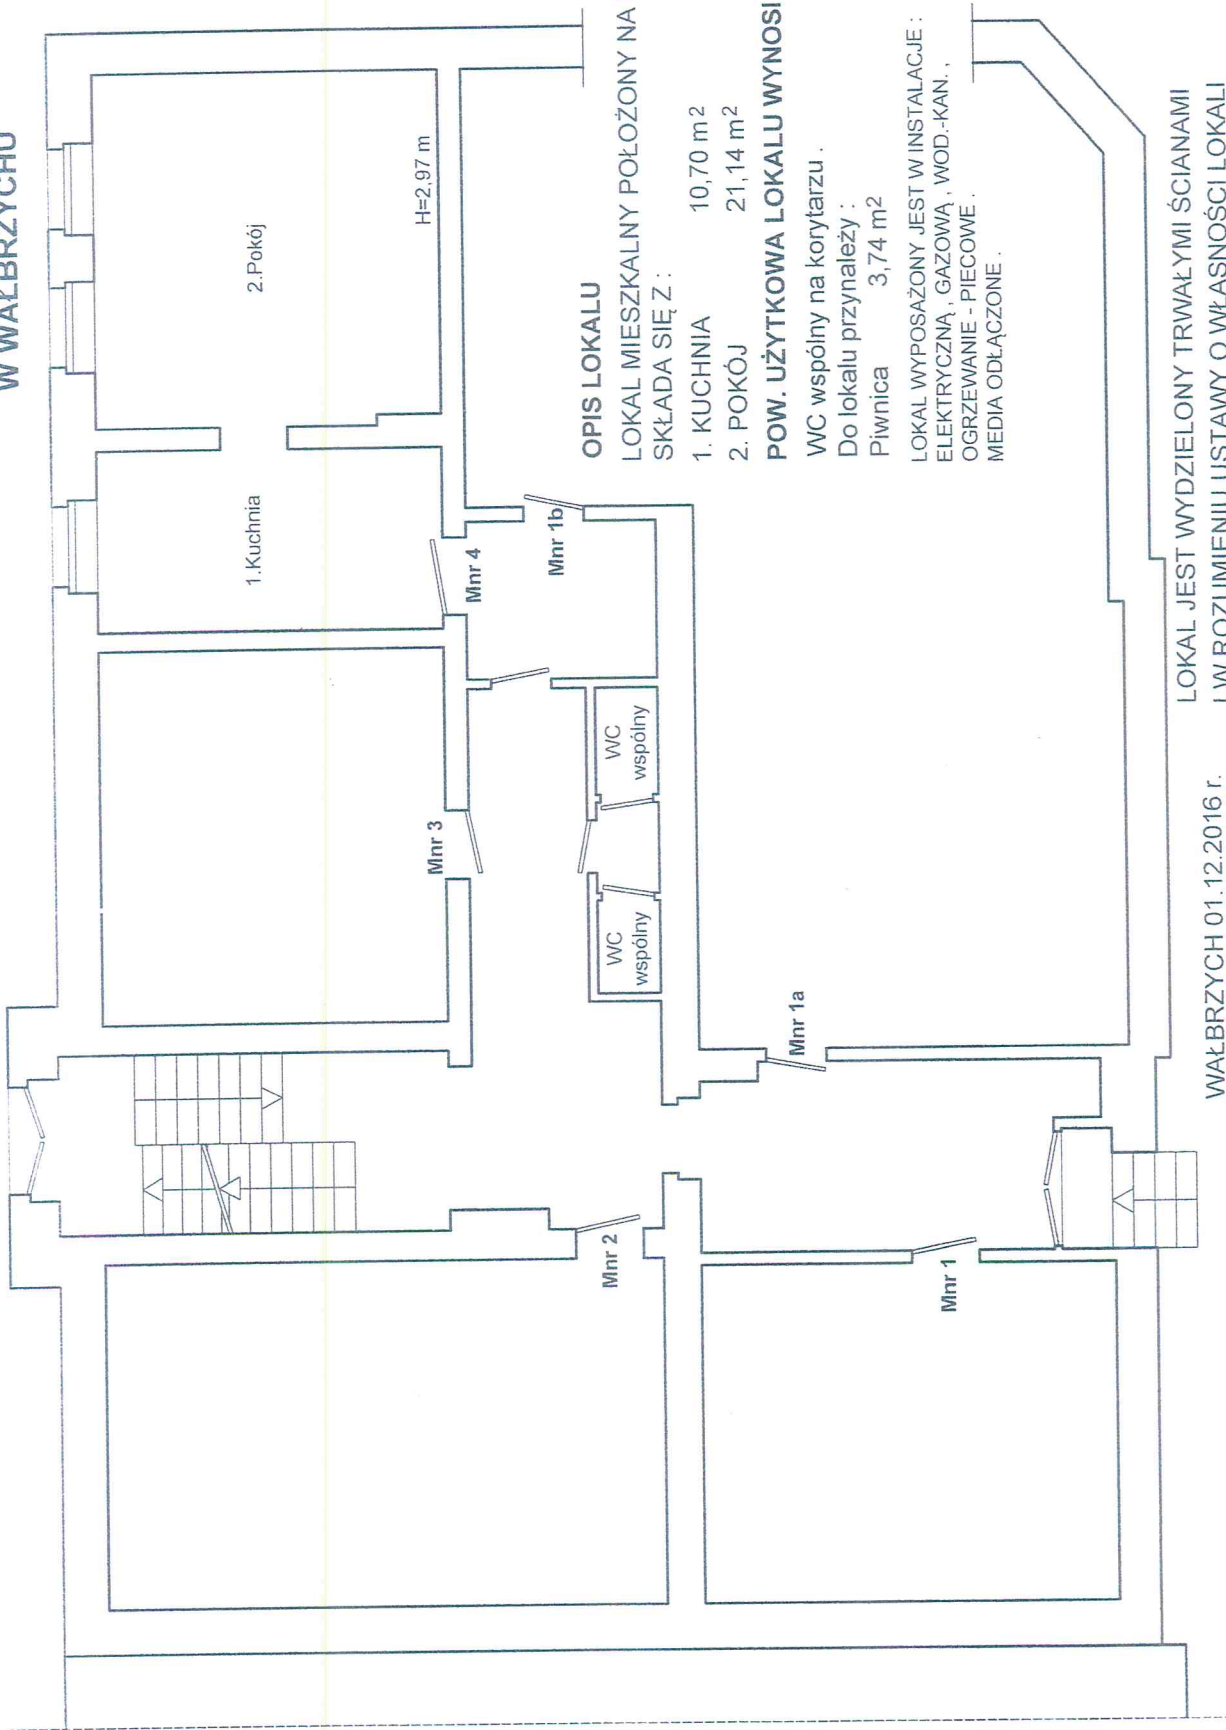 W WAŁBRZYCHU
2.Pokój
H=2,97 m
1.Kuchnia
Mnr 4
Mnr 1b
Mnr 3
WC
wspólny
WC
wspólny
Mnr 1a
Mnr 2
Mnr 1
OPIS LOKALU
LOKAL MIESZKALNY POŁOŻONY NA
SKŁADA SIĘ Z :
1. KUCHNIA 10,70 m2
2. POKÓJ 21,14 m2
POW. UŻYTKOWA LOKALU WYNOSI
WC wspólny na korytarzu .
Do lokalu przynależy :
Piwnica 3,74 m2
LOKAL WYPOSAŻONY JEST W INSTALACJE :
ELEKTRYCZNĄ , GAZOWĄ , WOD.-KAN. ,
OGRZEWANIE - PIECOWE .
MEDIA ODŁĄCZONE .
LOKAL JEST WYDZIELONY TRWAŁYMI ŚCIANAMI
I W ROZUMIENIU USTAWY O WŁASNOŚCI LOKALI
WAŁBRZYCH 01.12.2016 r.